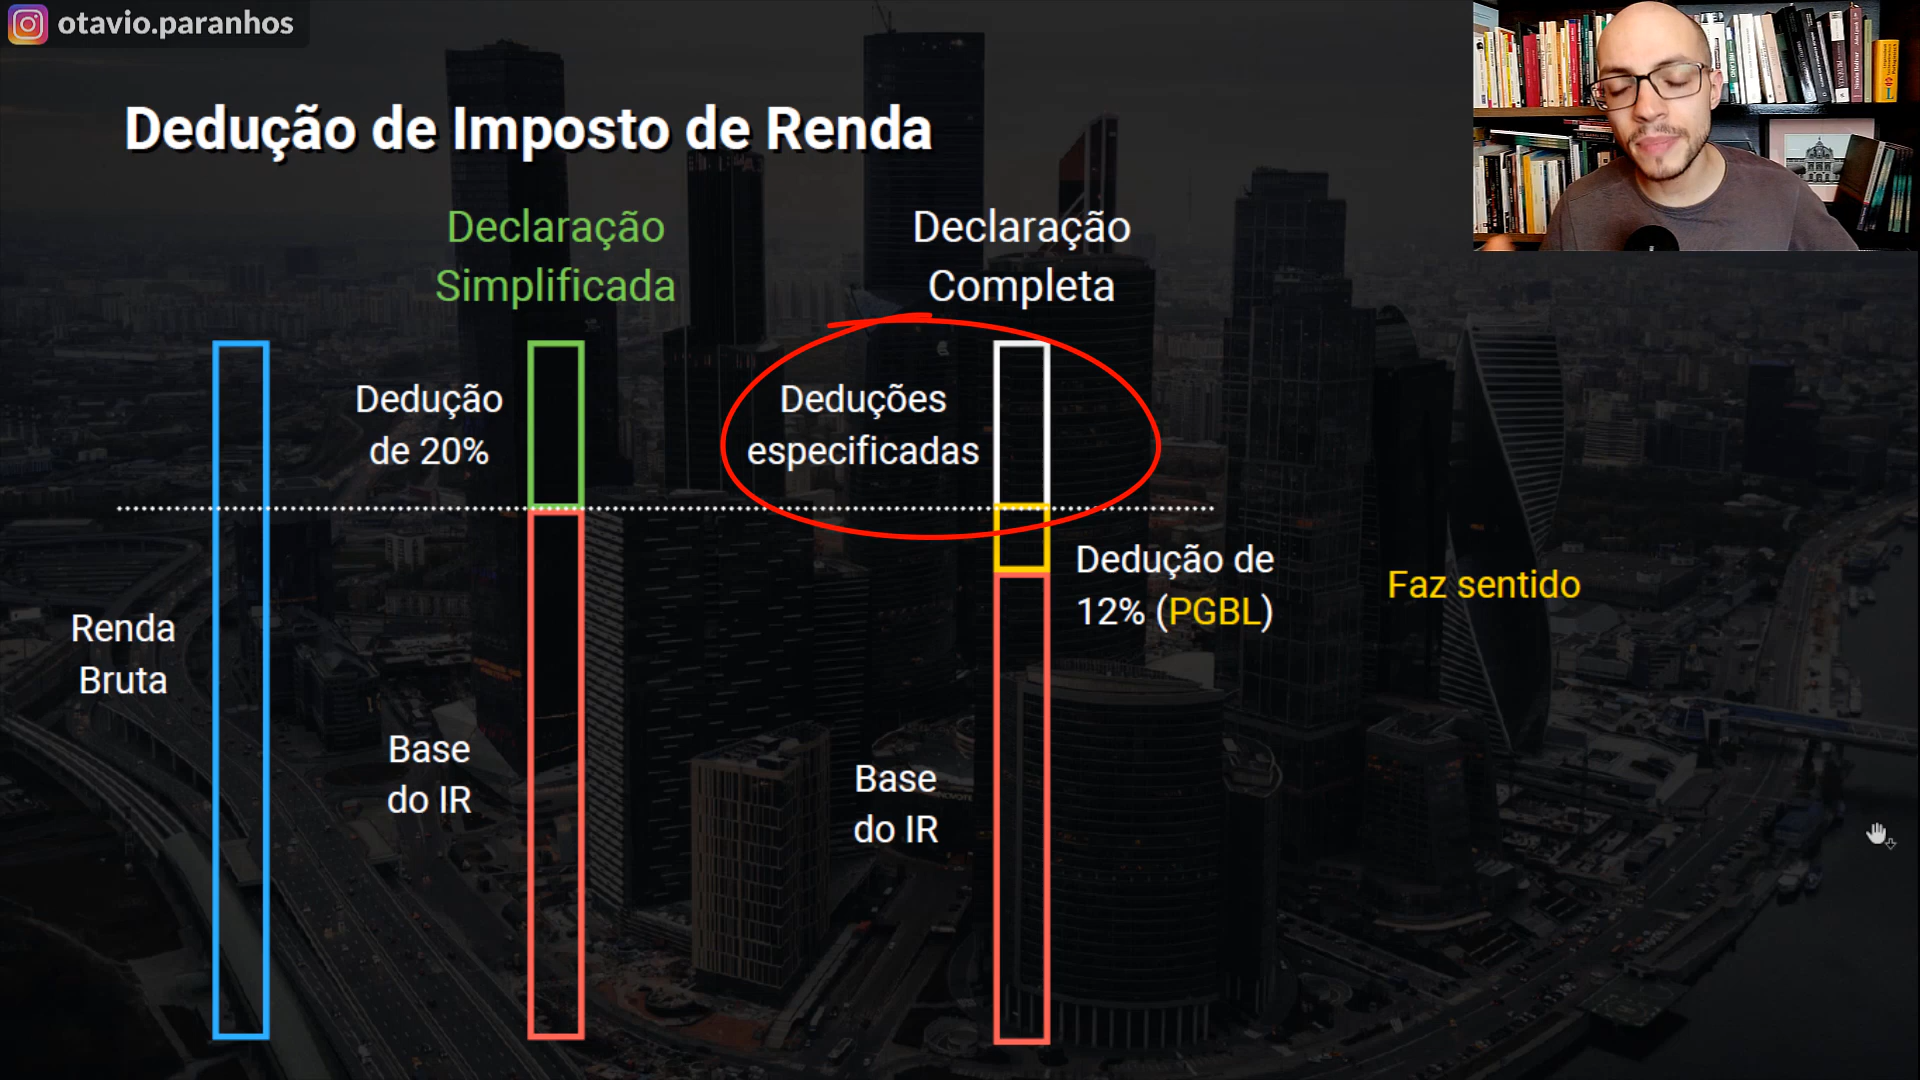 otavio.paranhos
Dedução de Imposto de Renda
Declaração
Simplificada
Declaração
Completa
Dedução
de 20%
Deduções
especificadas
Dedução de
12% (PGBL)
Faz sentido
Renda
Bruta
Base
do IR
Base
do IR